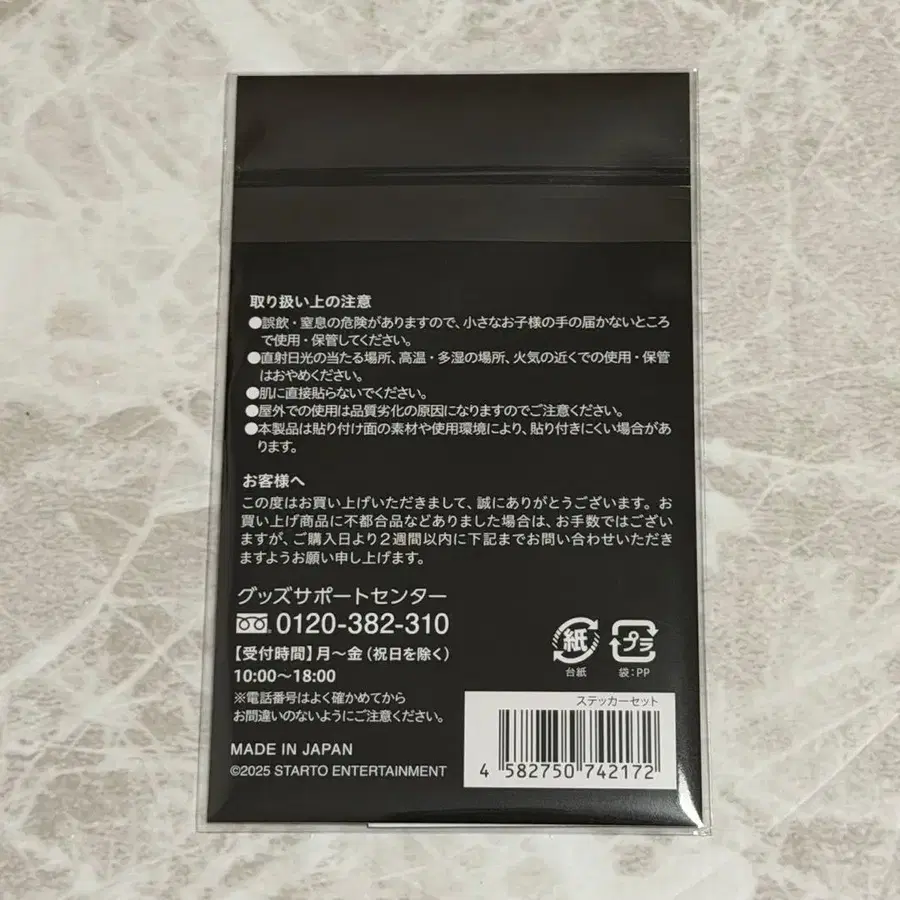 取り扱い上の注意
●誤飲・窒息の危険がありますので、小さなお子様の手の届かないところ
で使用・保管してください。
●直射日光の当たる場所、高温・多湿の場所、火気の近くでの使用・保管
はおやめください。
●肌に直接貼らないでください。
●屋外での使用は品質劣化の原因になりますのでご注意ください。
●本製品は貼り付け面の素材や使用環境により、貼り付きにくい場合があ
ります。
お客様へ
この度はお買い上げいただきまして、誠にありがとうございます。お
買い上げ商品に不都合品などありました場合は、お手数ではござい
ますが、ご購入日より2週間以内に下記までお問い合わせいただき
ますようお願い申し上げます。
グッズサポートセンター
0120-382-310
【受付時間】月〜金（祝日を除く）
10:00〜18:00
※電話番号はよく確かめてから
お間違いのないようにご注意ください。
MADE IN JAPAN
©2025 STARTO ENTERTAINMENT
紙
台紙
プラ
袋：PP
ステッカーセット
4 582750 742172